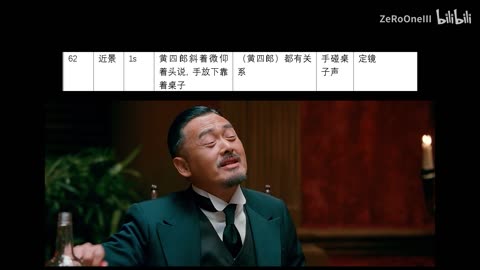 ZeRoOneIII bilibili
62 近景 1s 黄四郎斜着微仰 （黄四郎）都有关 手碰桌 定镜
着头说，手放下靠 系 子声
着桌子